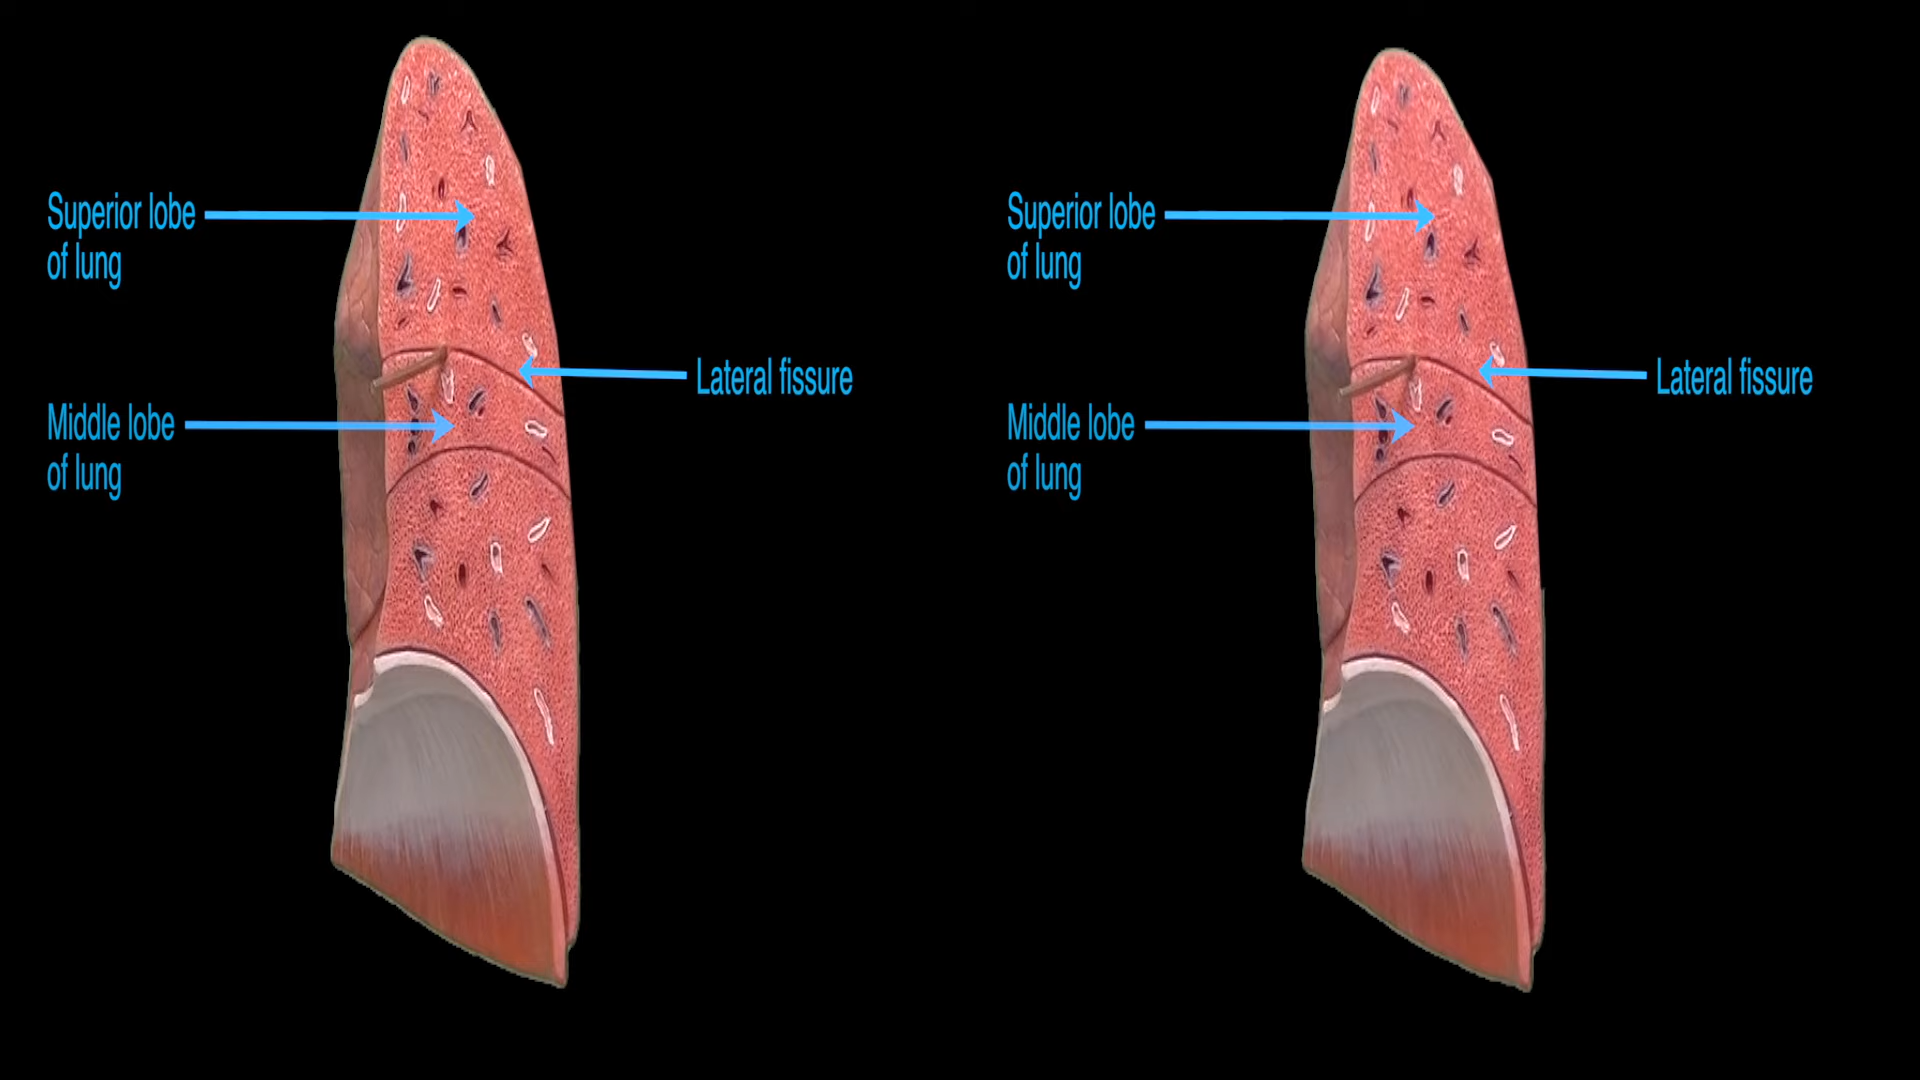 Superior lobe
of lung
Lateral fissure
Middle lobe
of lung
Superior lobe
of lung
Lateral fissure
Middle lobe
of lung